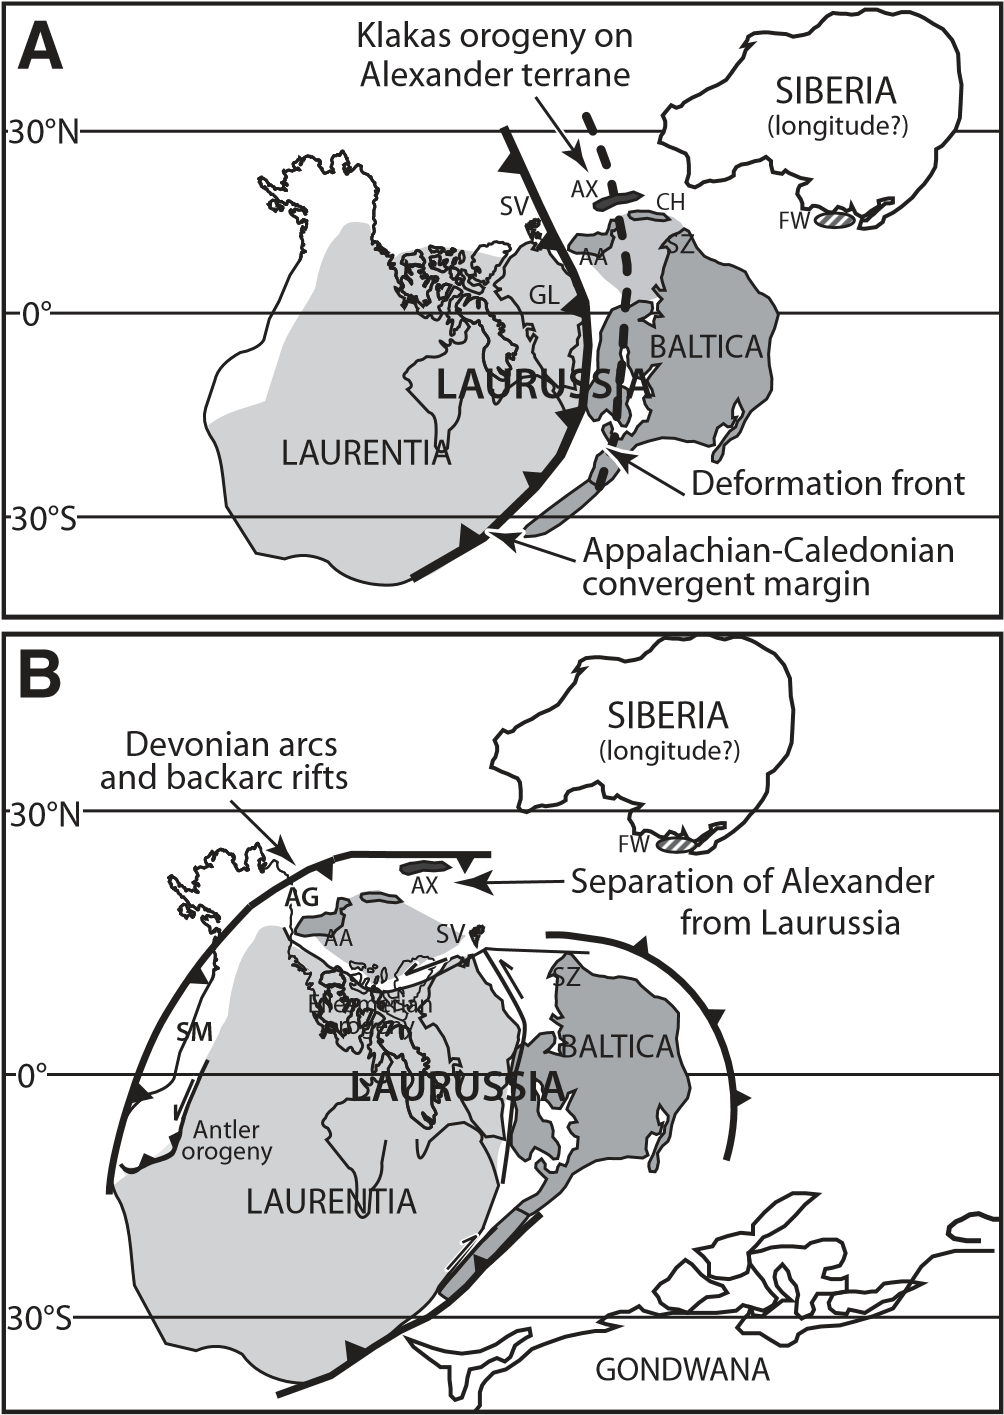 A
Klakas orogeny on
Alexander terrane
SIBERIA
(longitude?)
30°N
AX
SV
CH
FW
SZ
AA
GL
0°
BALTICA
LAURUSSIA
LAURENTIA
Deformation front
30°S
Appalachian-Caledonian
convergent margin
B
SIBERIA
(longitude?)
Devonian arcs
and backarc rifts
30°N
FW
AX
Separation of Alexander
from Laurussia
AG
AA
SV
SZ
Ellesmerian
orogeny
SM
BALTICA
0°
LAURUSSIA
Antler
orogeny
LAURENTIA
30°S
GONDWANA